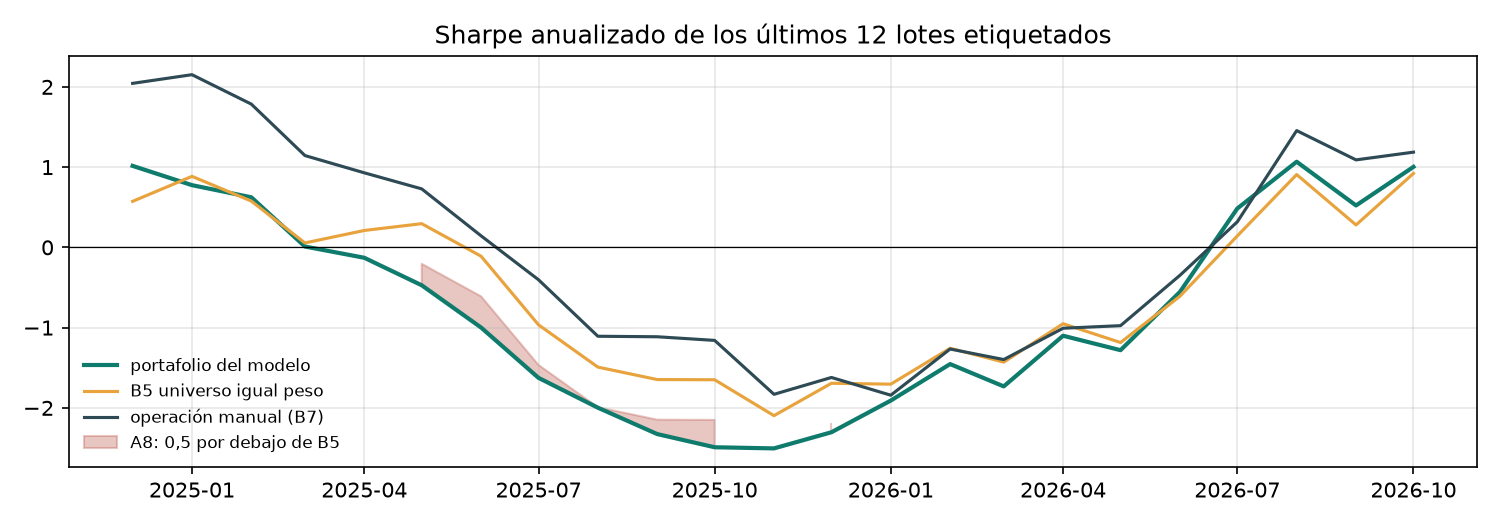 Sharpe anualizado de los últimos 12 lotes etiquetados
2
1
0
−1
−2
portafolio del modelo
B5 universo igual peso
operación manual (B7)
A8: 0,5 por debajo de B5
2025-01 2025-04 2025-07 2025-10 2026-01 2026-04 2026-07 2026-10